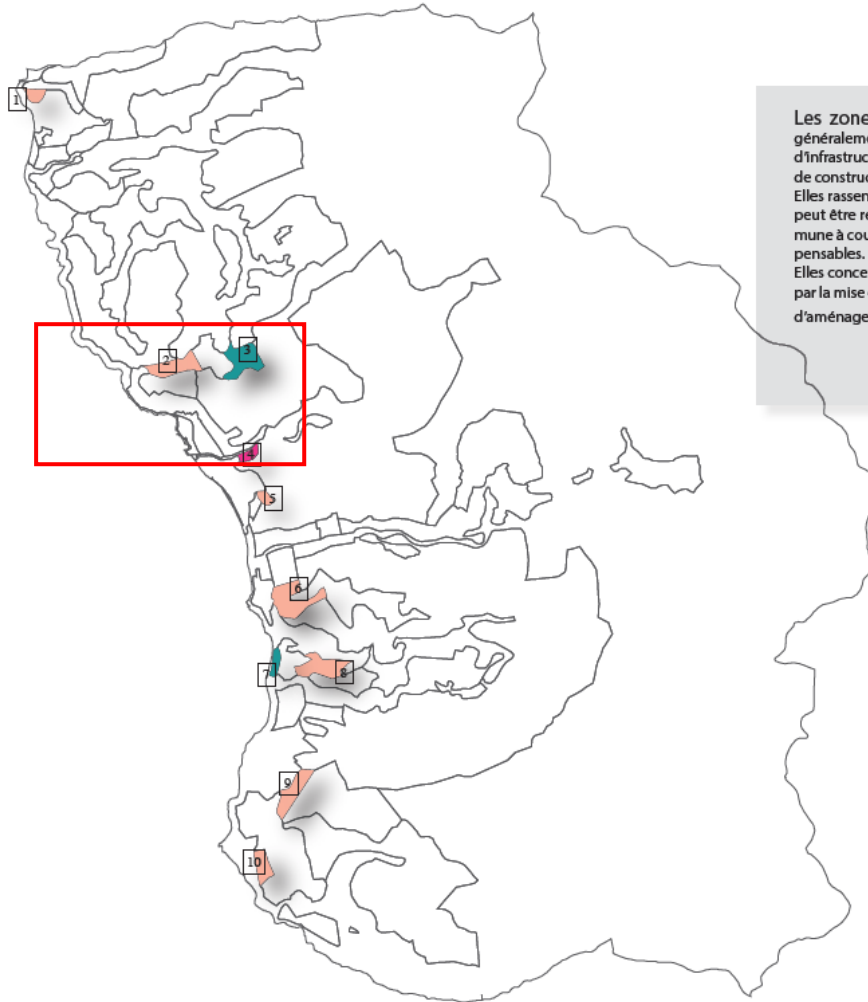 1
Les zone
généraleme
d'infrastruc
de construc
Elles rassen
peut être re
mune à cou
pensables.
Elles conce
par la mise
d'aménage
2
3
4
5
6
7
8
9
10